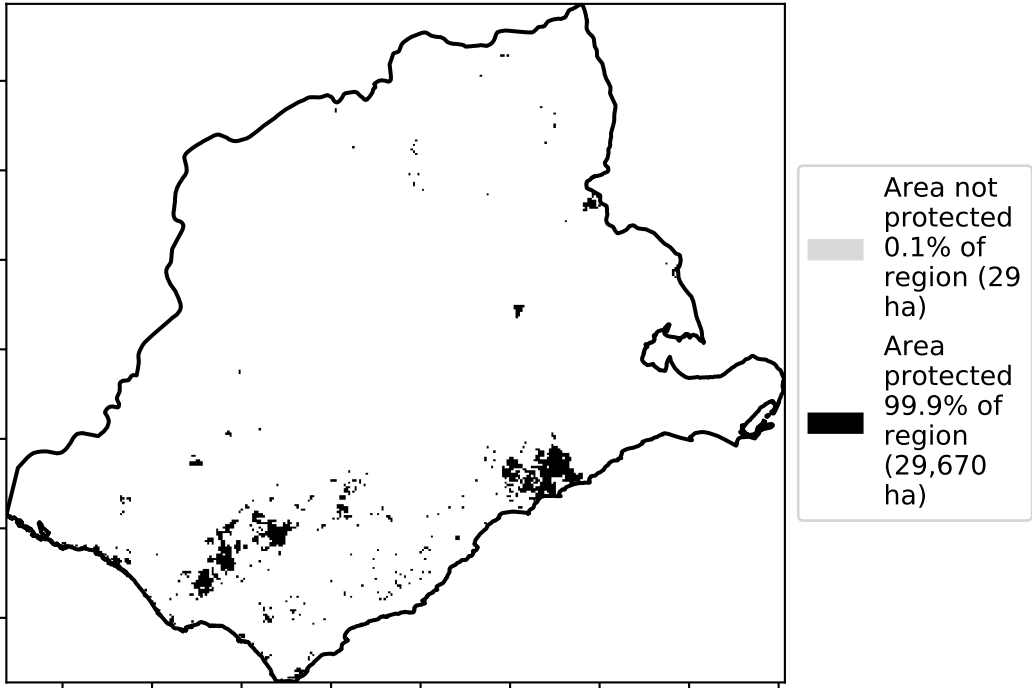 Area not
protected
0.1% of
region (29
ha)
Area
protected
99.9% of
region
(29,670
ha)